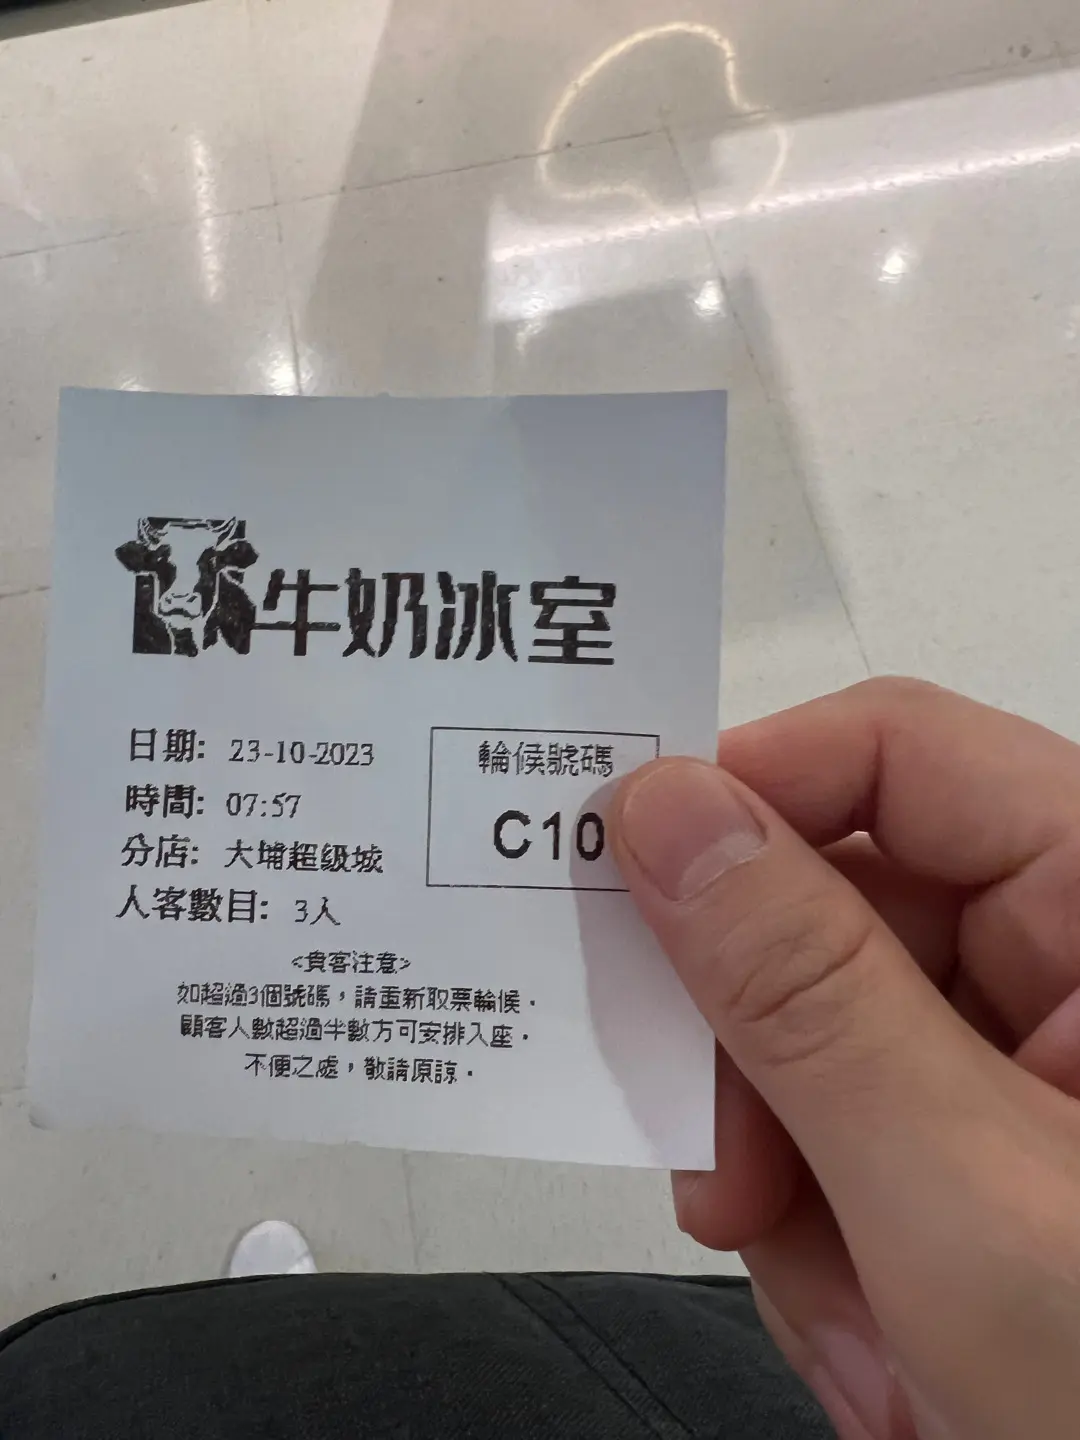 牛奶冰室
日期: 23-10-2023
時間: 07:57
分店: 大埔超级城
人客數目: 3人
輪候號碼
C10
<貴客注意>
如超過3個號碼，請重新取票輪候．
顧客人數超過半數方可安排入座．
不便之處，敬請原諒．